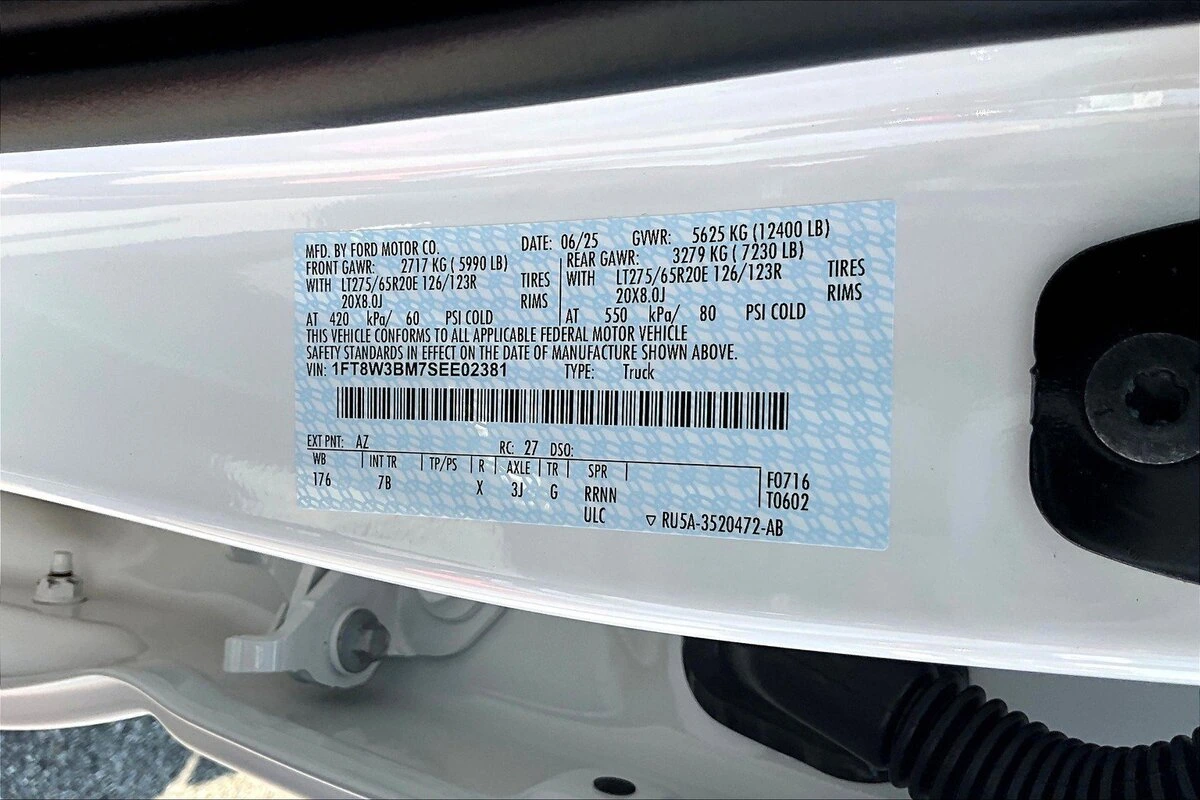 MFD. BY FORD MOTOR CO. DATE: 06/25 GVWR: 5625 KG (12400 LB)
FRONT GAWR: 2717 KG ( 5990 LB) REAR GAWR: 3279 KG ( 7230 LB)
WITH LT275/65R20E 126/123R TIRES WITH LT275/65R20E 126/123R TIRES
20X8.0J RIMS 20X8.0J RIMS
AT 420 kPa/ 60 PSI COLD AT 550 kPa/ 80 PSI COLD
THIS VEHICLE CONFORMS TO ALL APPLICABLE FEDERAL MOTOR VEHICLE
SAFETY STANDARDS IN EFFECT ON THE DATE OF MANUFACTURE SHOWN ABOVE.
VIN: 1FT8W3BM7SEE02381 TYPE: Truck
EXT PNT: AZ RC: 27 DSO:
WB INT TR TP/PS R AXLE TR SPR
176 7B X 3J G RRNN F0716
ULC T0602
RU5A-3520472-AB